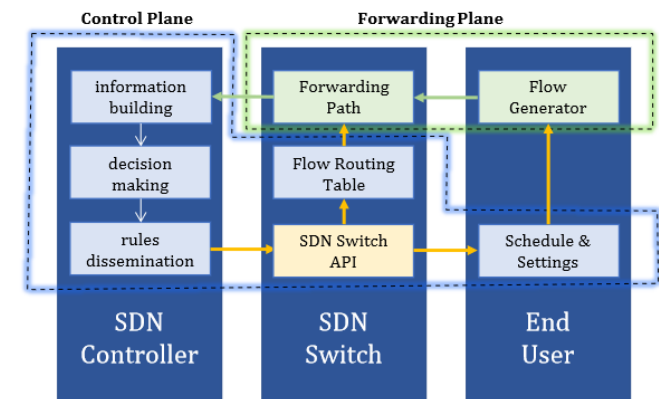 Control Plane
Forwarding Plane
information
building
Forwarding
Path
Flow
Generator
decision
making
Flow Routing
Table
rules
dissemination
SDN Switch
API
Schedule &
Settings
SDN
Controller
SDN
Switch
End
User